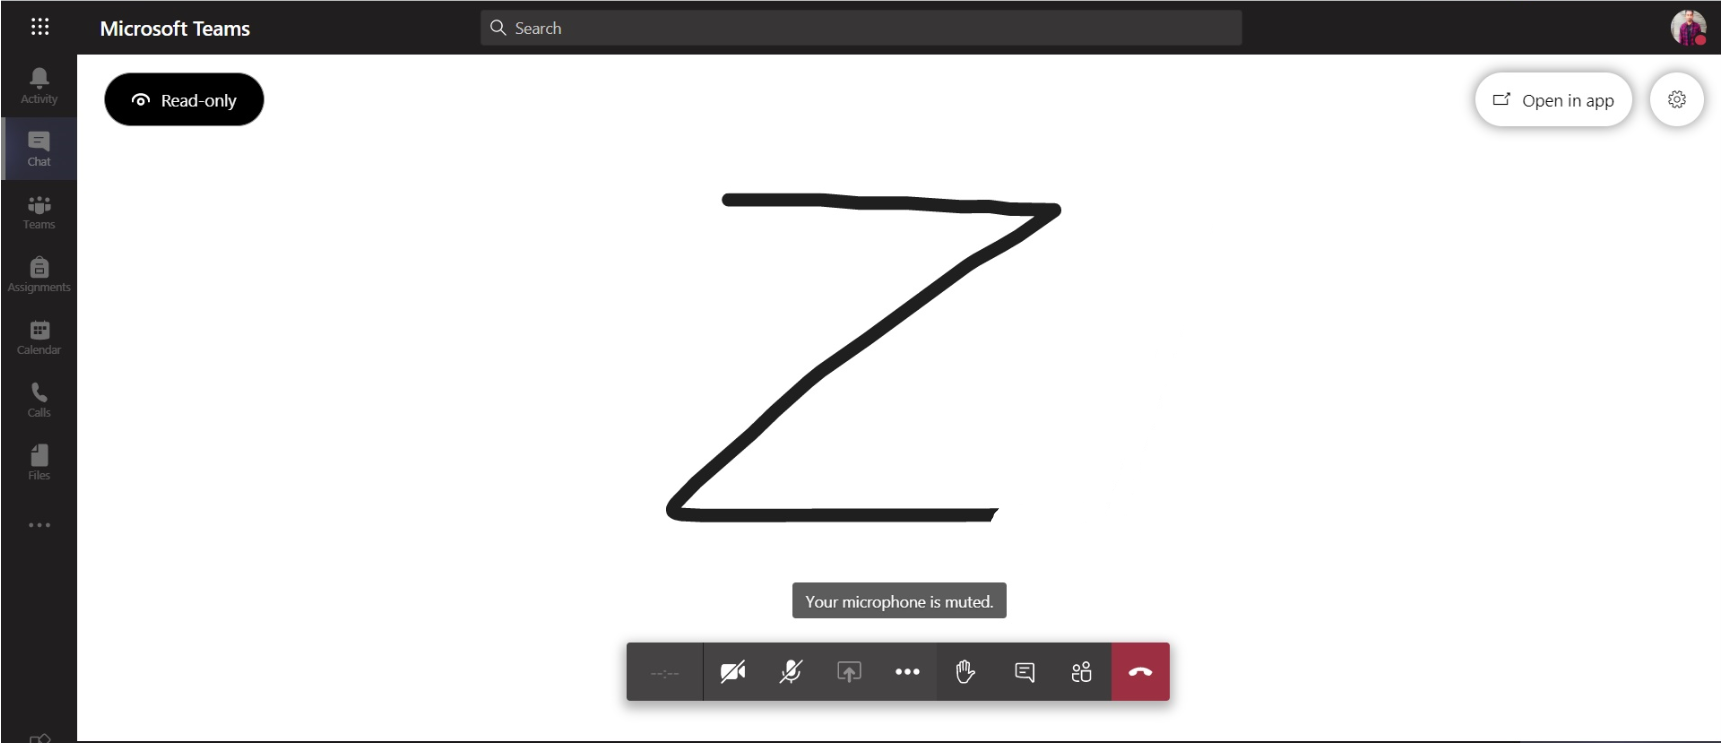 Microsoft Teams
Search
Activity
Chat
Teams
Assignments
Calendar
Calls
Files
Read-only
Open in app
Z
Your microphone is muted.
--:--